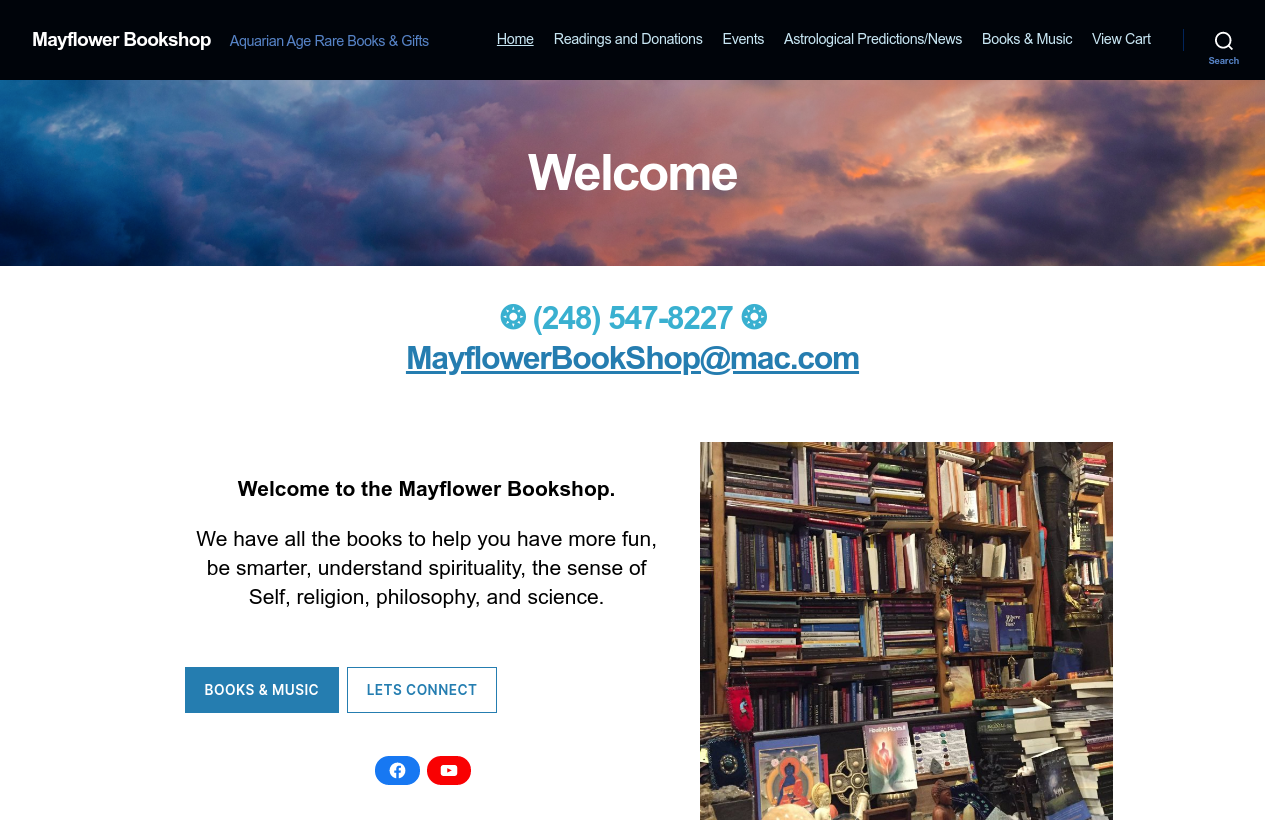 Mayflower Bookshop
Aquarian Age Rare Books & Gifts
Home
Readings and Donations
Events
Astrological Predictions/News
Books & Music
View Cart
Search
Welcome
❂ (248) 547-8227 ❂
MayflowerBookShop@mac.com
Welcome to the Mayflower Bookshop.
We have all the books to help you have more fun,
be smarter, understand spirituality, the sense of
Self, religion, philosophy, and science.
BOOKS & MUSIC
LETS CONNECT